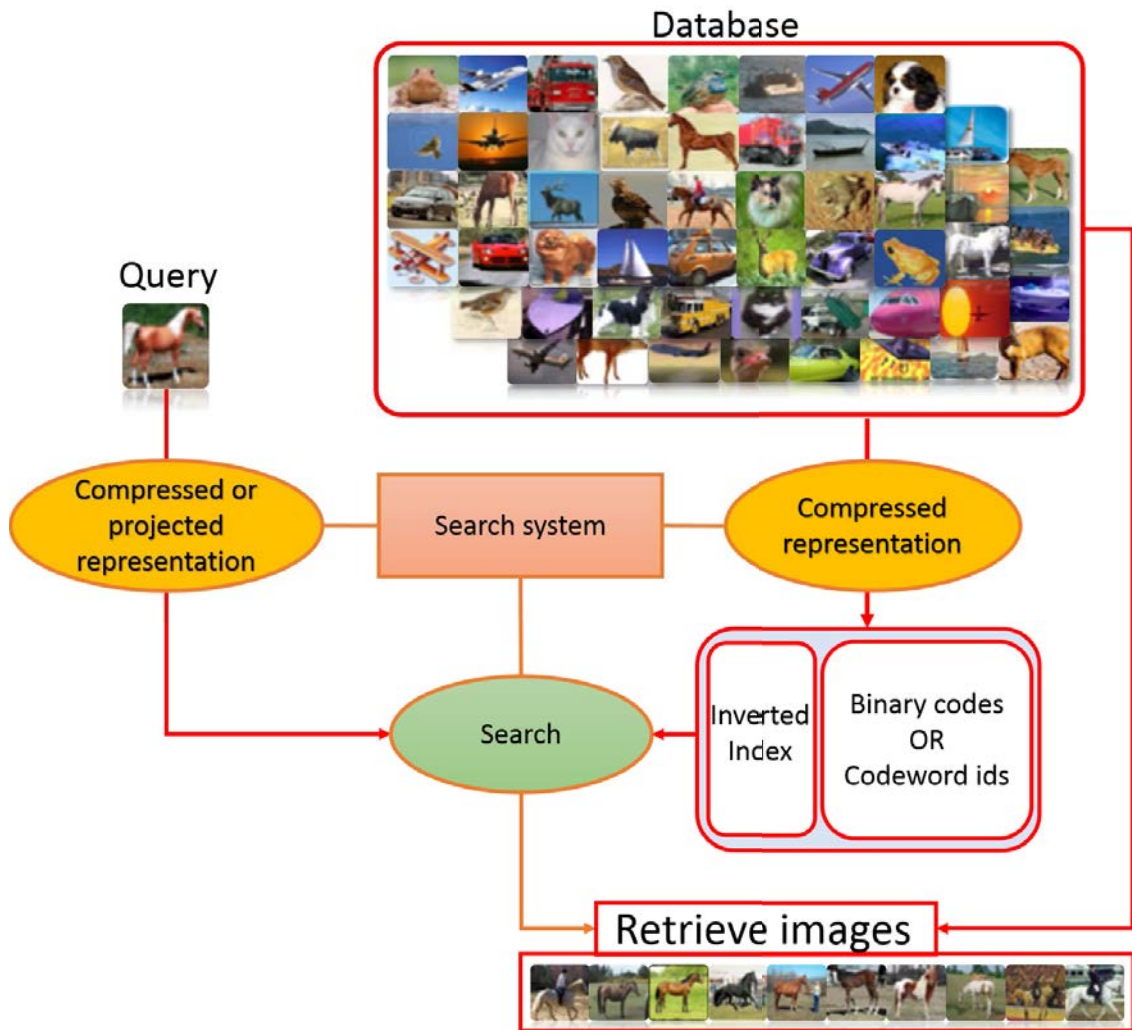 Database
Query
Compressed or
projected
representation
Search system
Compressed
representation
Search
Inverted
Index
Binary codes
OR
Codeword ids
Retrieve images